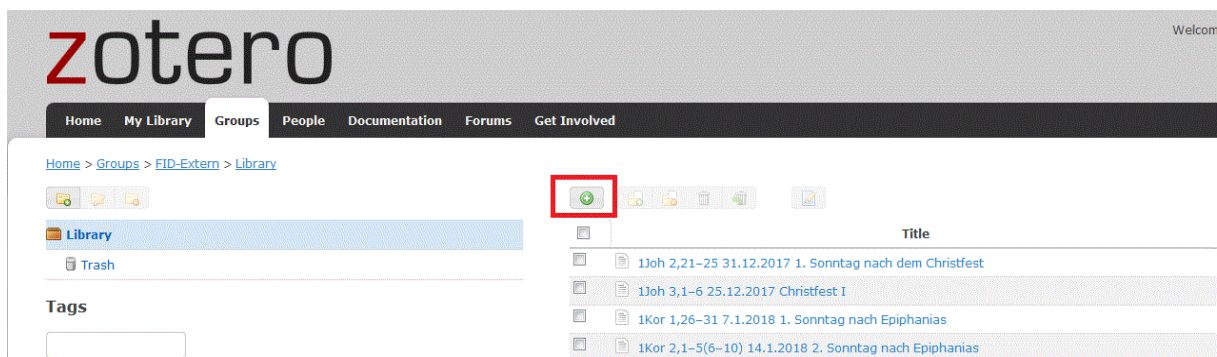 Welcom
zotero
Home My Library Groups People Documentation Forums Get Involved
Home > Groups > FID-Extern > Library
Library
Trash
Tags
Title
1Joh 2,21–25 31.12.2017 1. Sonntag nach dem Christfest
1Joh 3,1–6 25.12.2017 Christfest I
1Kor 1,26–31 7.1.2018 1. Sonntag nach Epiphanias
1Kor 2,1–5(6–10) 14.1.2018 2. Sonntag nach Epiphanias